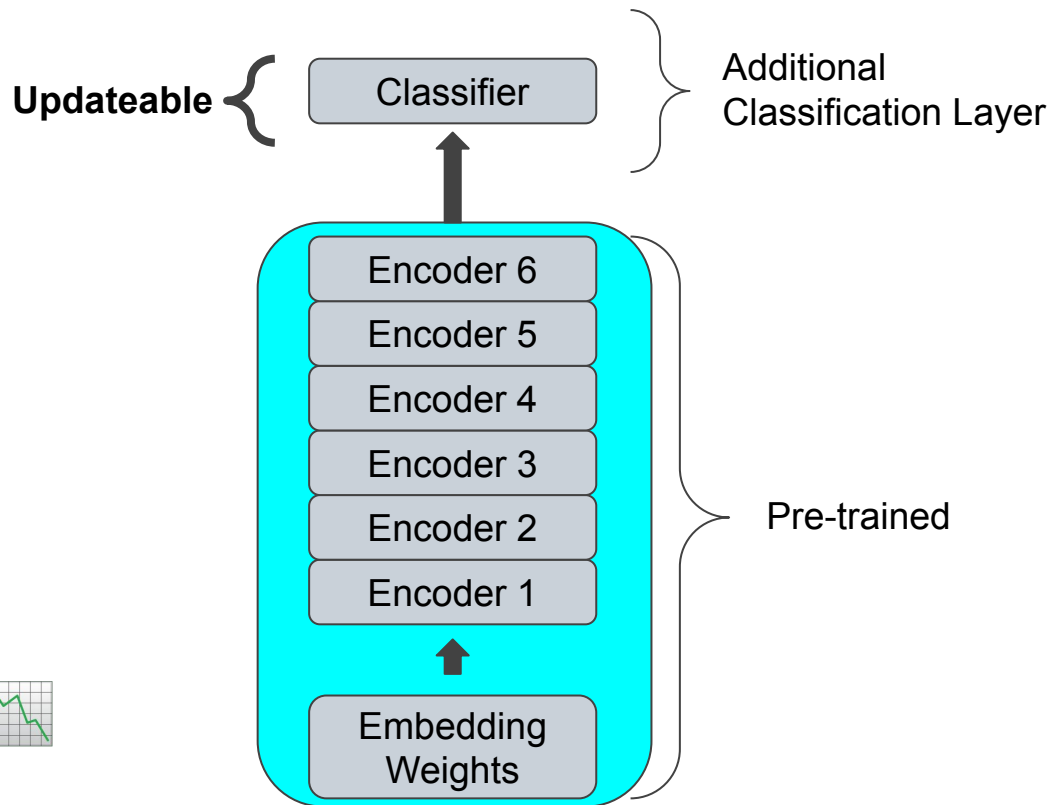 Updateable
Classifier
Additional
Classification Layer
Encoder 6
Encoder 5
Encoder 4
Encoder 3
Encoder 2
Encoder 1
Pre-trained
Embedding
Weights